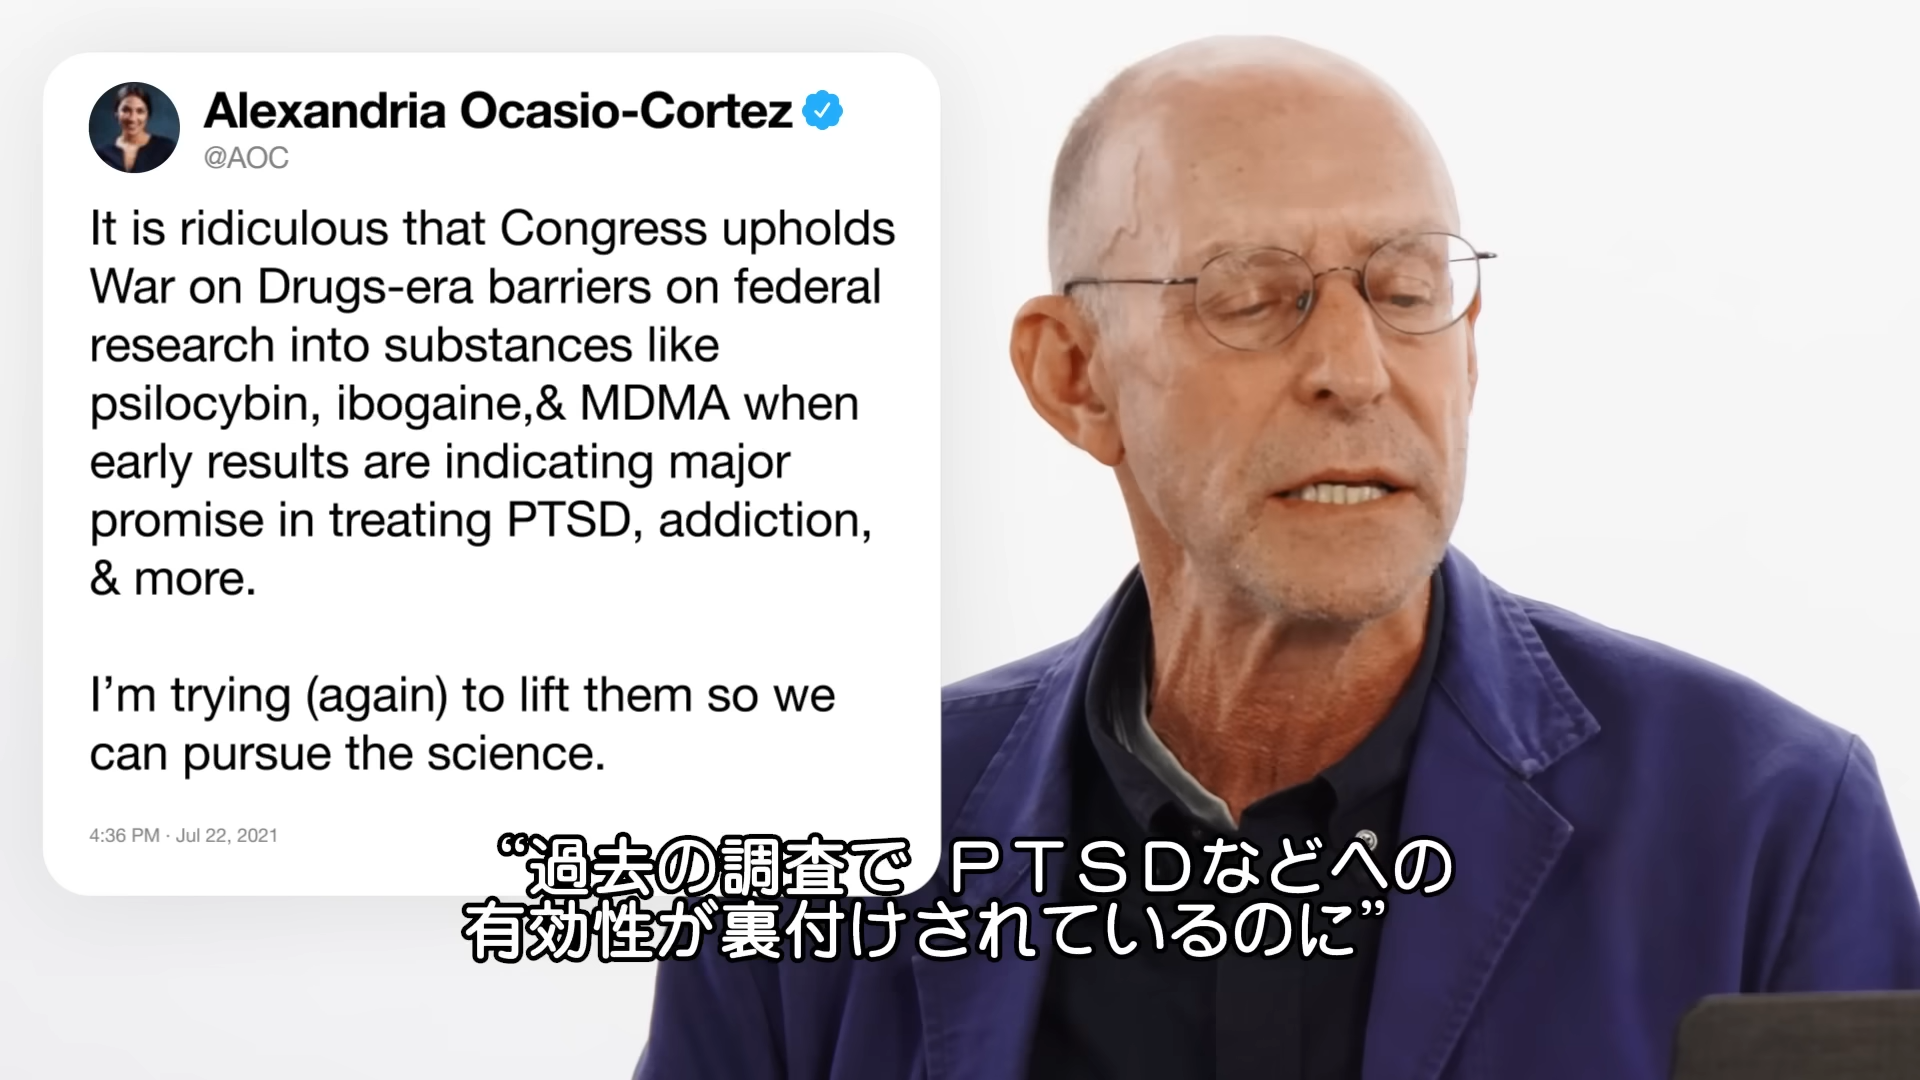 Alexandria Ocasio-Cortez
@AOC
It is ridiculous that Congress upholds
War on Drugs-era barriers on federal
research into substances like
psilocybin, ibogaine,& MDMA when
early results are indicating major
promise in treating PTSD, addiction,
& more.
I’m trying (again) to lift them so we
can pursue the science.
4:36 PM · Jul 22, 2021
“過去の調査で ＰＴＳＤなどへの
有効性が裏付けされているのに”